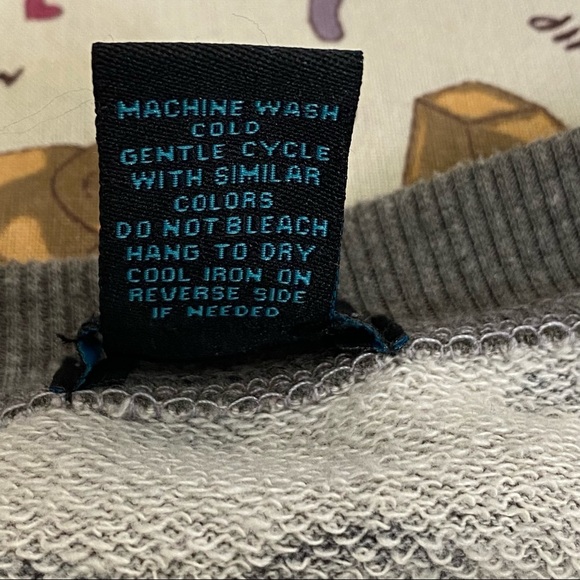 MACHINE WASH
COLD
GENTLE CYCLE
WITH SIMILAR
COLORS
DO NOT BLEACH
HANG TO DRY
COOL IRON ON
REVERSE SIDE
IF NEEDED